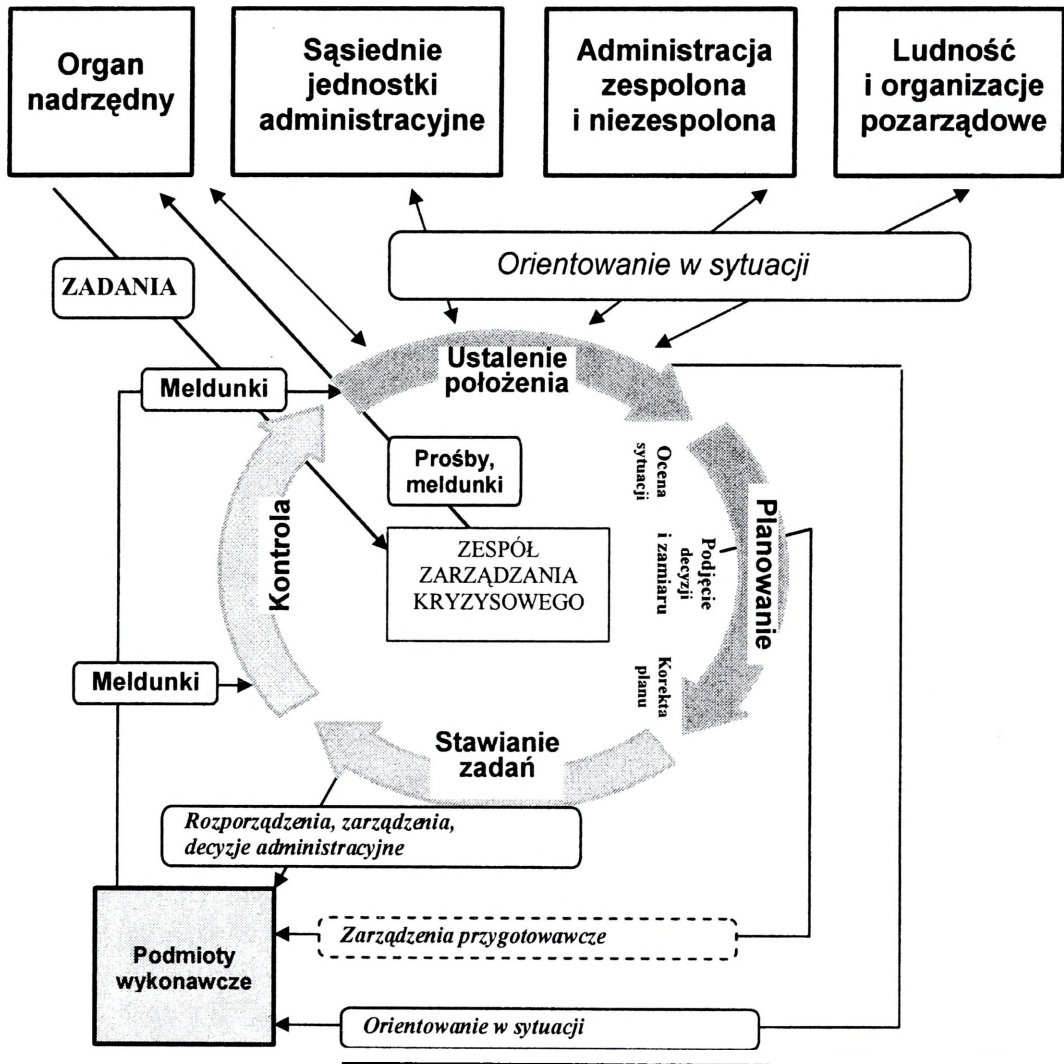 Organ
nadrzędny
Sąsiednie
jednostki
administracyjne
Administracja
zespolona
i niezespolona
Ludność
i organizacje
pozarządowe
Orientowanie w sytuacji
ZADANIA
Ustalenie
położenia
Meldunki
Prośby,
meldunki
Ocena
sytuacji
Planowanie
Kontrola
ZESPÓŁ
ZARZĄDZANIA
KRYZYSOWEGO
Podjęcie
decyzji
i zamiaru
Korekta
planu
Meldunki
Stawianie
zadań
Rozporządzenia, zarządzenia,
decyzje administracyjne
Podmioty
wykonawcze
Zarządzenia przygotowawcze
Orientowanie w sytuacji